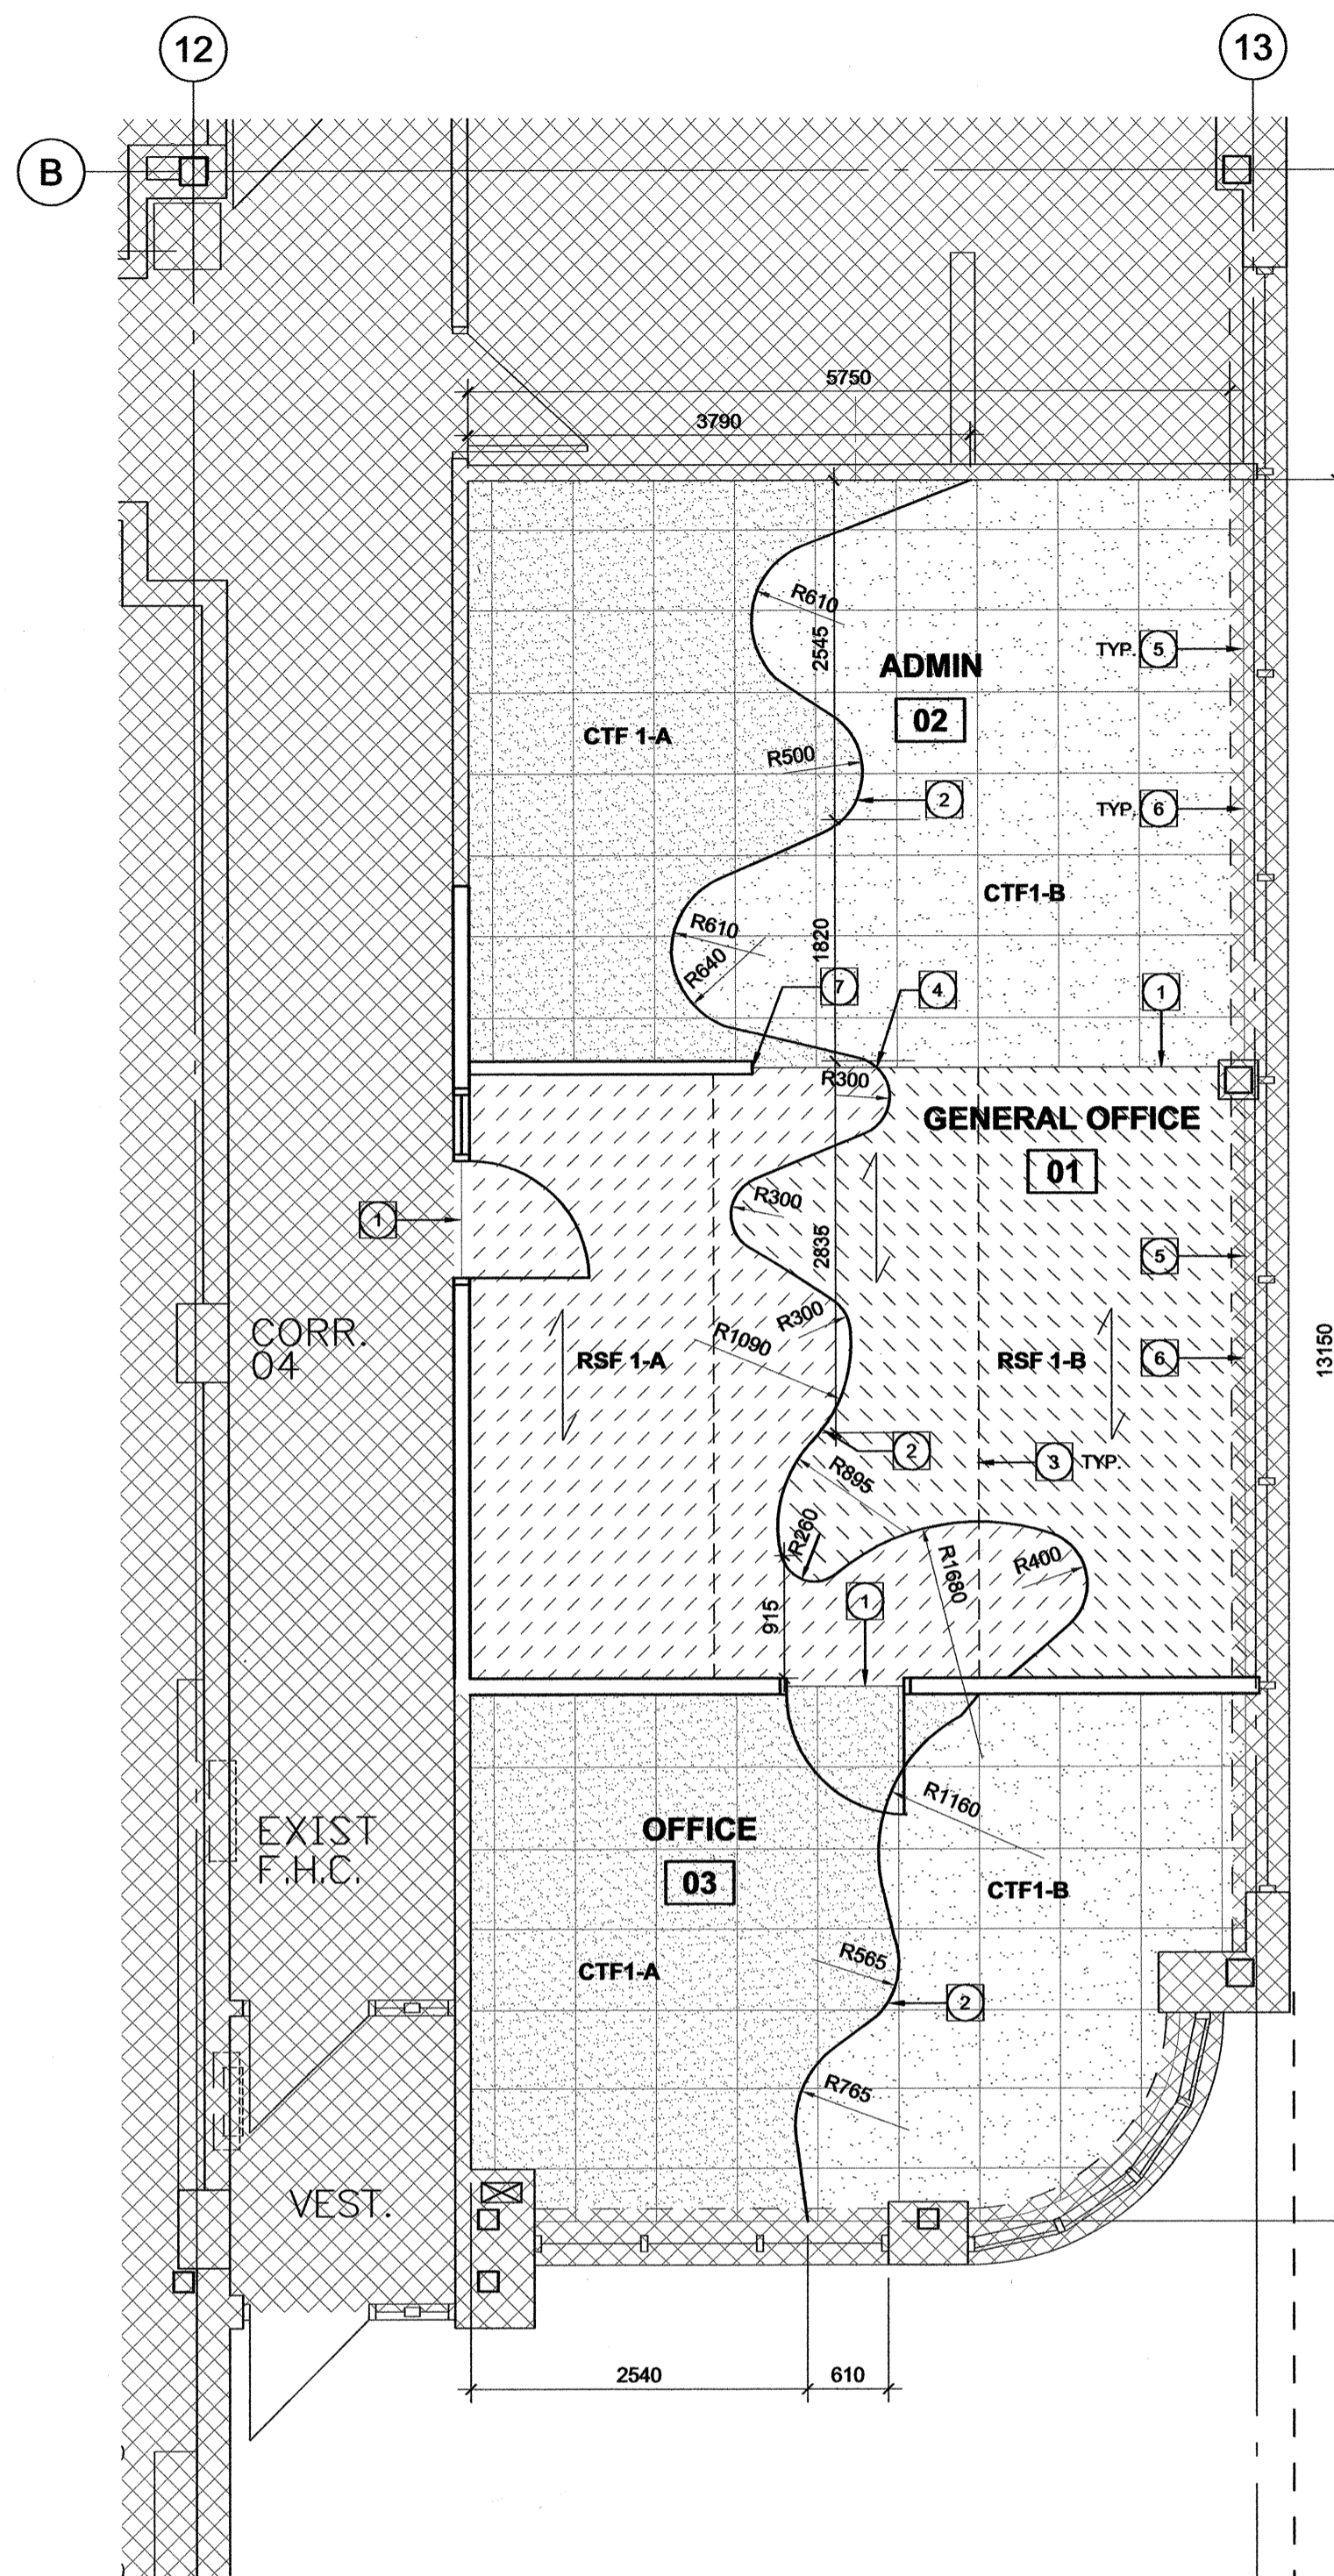 12
13
B
5750
3790
R610
2545
ADMIN
02
TYP. 5
CTF 1-A
R500
2
TYP. 6
CTF1-B
R610
1820
R640
7
4
1
R300
GENERAL OFFICE
01
R300
1
2835
5
R300
CORR.
04
R1090
RSF 1-A
RSF 1-B
6
13150
2
3 TYP.
R895
R260
R1680
R400
1
915
R1160
OFFICE
03
EXIST
F.H.C.
CTF1-B
R565
CTF1-A
2
R765
VEST.
2540
610